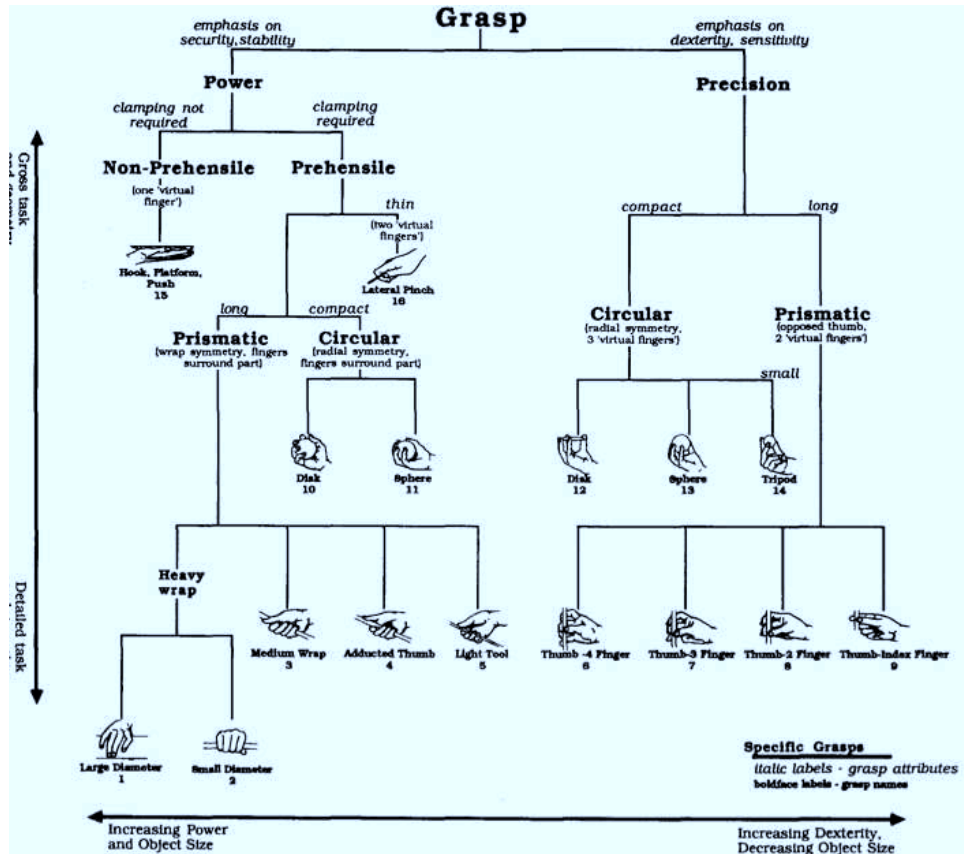 Grasp
emphasis on
security, stability
emphasis on
dexterity, sensitivity
Power
Precision
clamping not
required
clamping
required
Non-Prehensile
(one 'virtual
finger')
Prehensile
thin
(two 'virtual
fingers')
Hook, Platform,
Push
15
Lateral Pinch
16
compact
long
long
compact
Prismatic
(wrap symmetry, fingers
surround part)
Circular
(radial symmetry,
fingers surround part)
Circular
(radial symmetry,
3 'virtual fingers')
Prismatic
(opposed thumb,
2 'virtual fingers')
small
Disk
10
Sphere
11
Disk
12
Sphere
13
Tripod
14
Heavy
wrap
Medium Wrap
3
Adducted Thumb
4
Light Tool
5
Thumb -4 Finger
6
Thumb-3 Finger
7
Thumb-2 Finger
8
Thumb-Index Finger
9
Large Diameter
1
Small Diameter
2
Gross task
Detailed task
Specific Grasps
italic labels - grasp attributes
boldface labels - grasp names
Increasing Power
and Object Size
Increasing Dexterity,
Decreasing Object Size